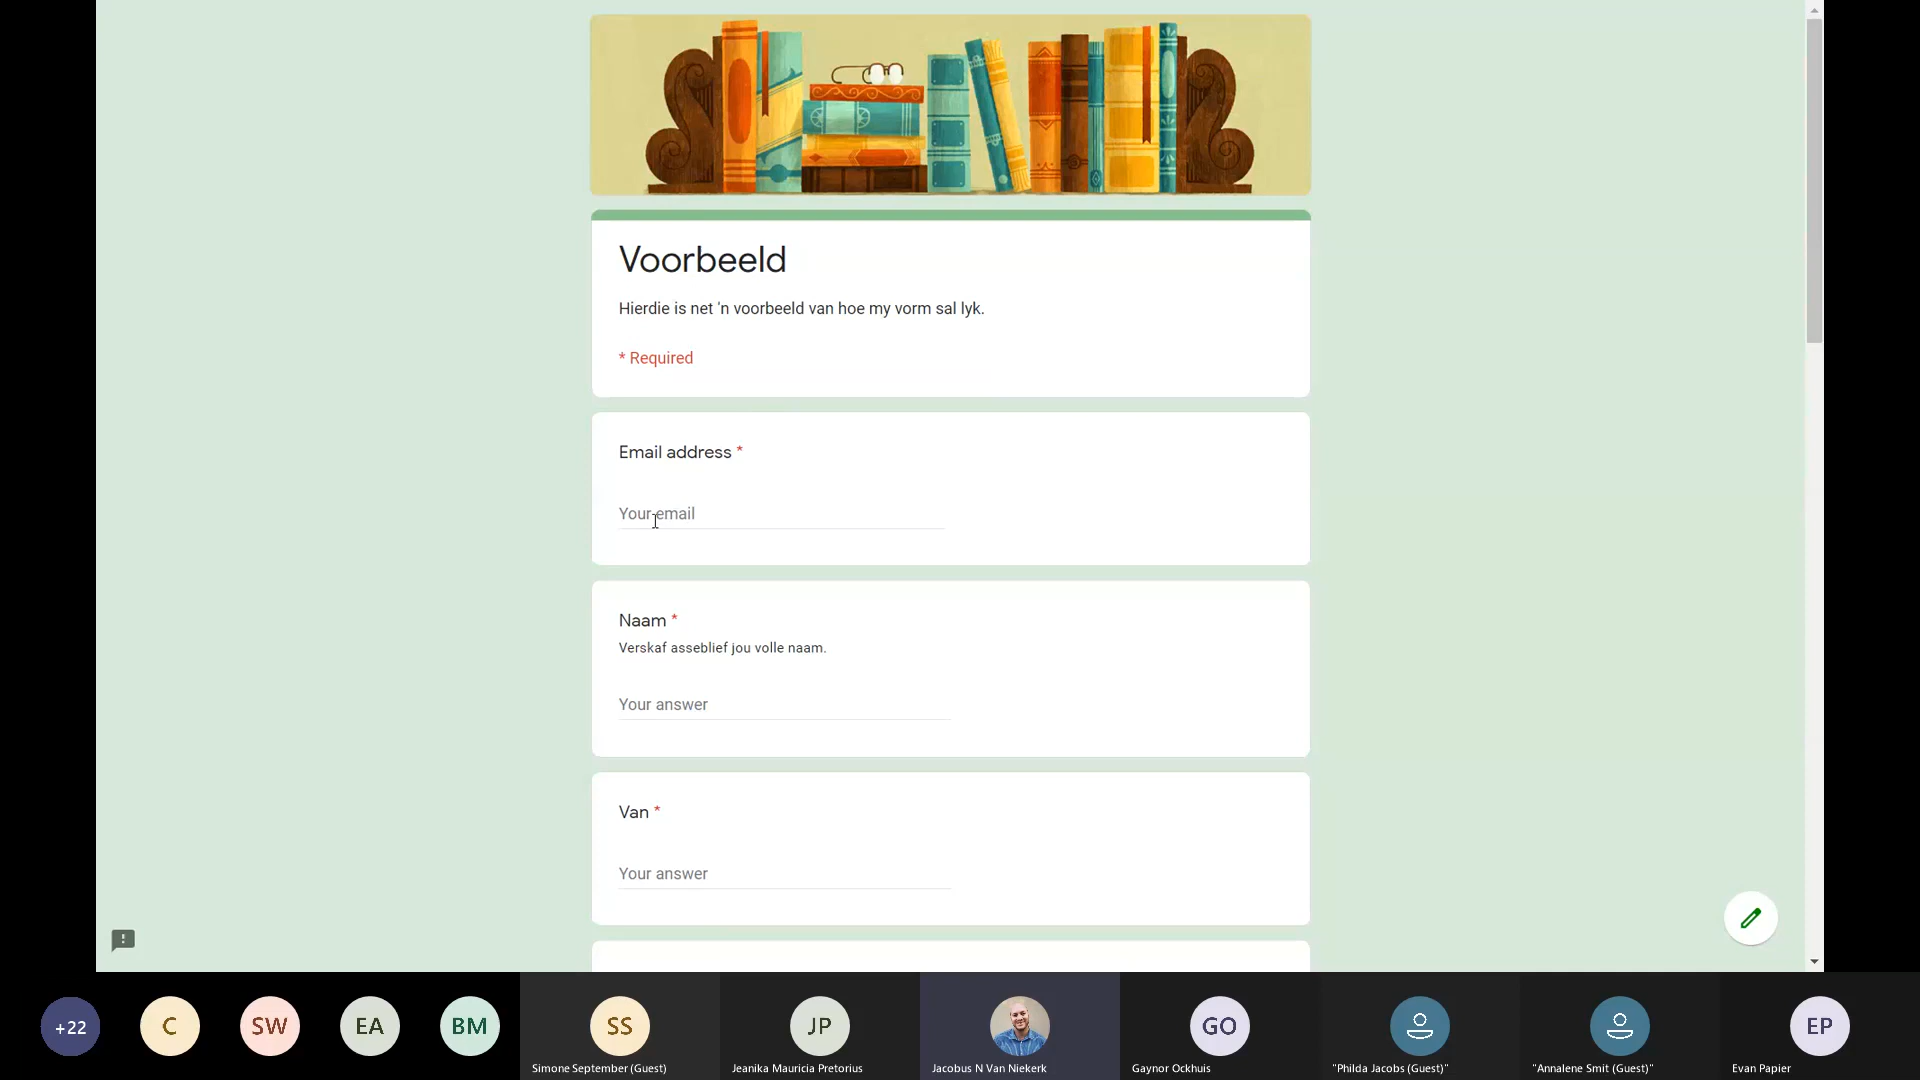 Voorbeeld
Hierdie is net 'n voorbeeld van hoe my vorm sal lyk.
* Required
Email address *
Your email
Naam *
Verskaf asseblief jou volle naam.
Your answer
Van *
Your answer
+22
C
SW
EA
BM
SS
JP
GO
EP
Simone September (Guest)
Jeanika Mauricia Pretorius
Jacobus N Van Niekerk
Gaynor Ockhuis
"Philda Jacobs (Guest)"
"Annalene Smit (Guest)"
Evan Papier